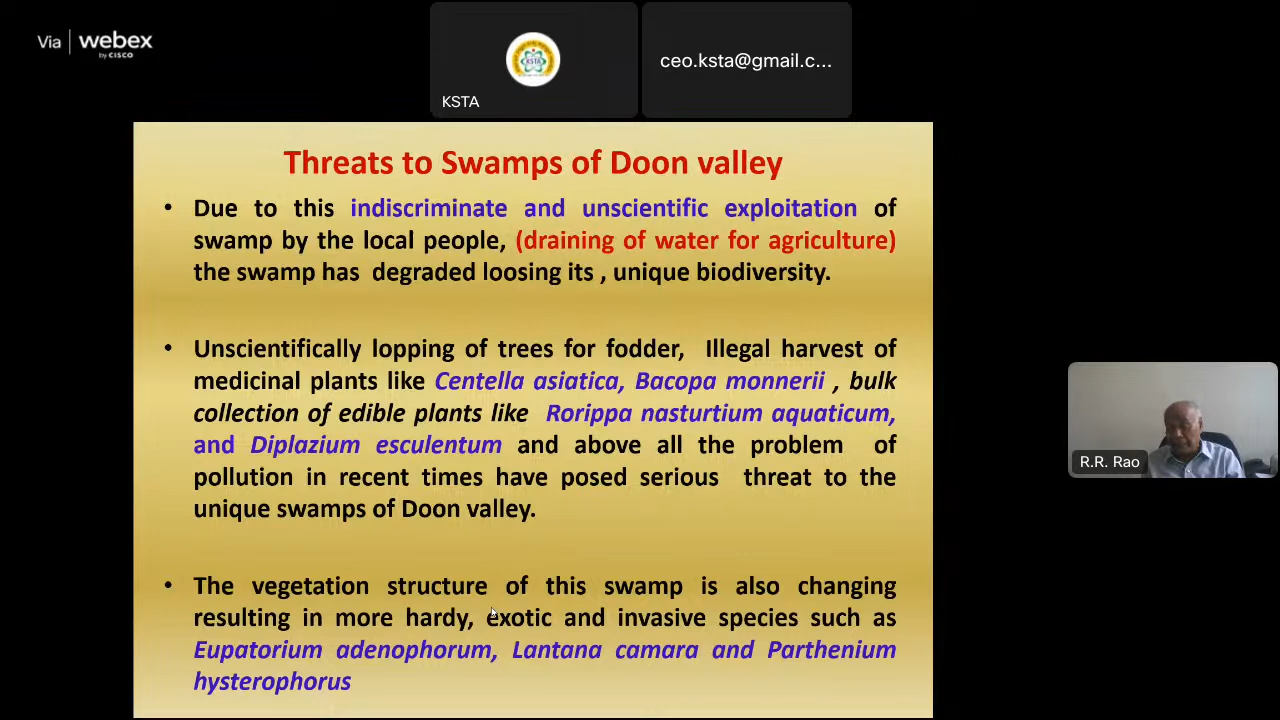 Via webex
by CISCO
KSTA
KSTA
ceo.ksta@gmail.c...
Threats to Swamps of Doon valley
• Due to this indiscriminate and unscientific exploitation of
swamp by the local people, (draining of water for agriculture)
the swamp has degraded loosing its , unique biodiversity.
• Unscientifically lopping of trees for fodder, Illegal harvest of
medicinal plants like Centella asiatica, Bacopa monnerii , bulk
collection of edible plants like Rorippa nasturtium aquaticum,
and Diplazium esculentum and above all the problem of
pollution in recent times have posed serious threat to the
unique swamps of Doon valley.
• The vegetation structure of this swamp is also changing
resulting in more hardy, exotic and invasive species such as
Eupatorium adenophorum, Lantana camara and Parthenium
hysterophorus
R.R. Rao